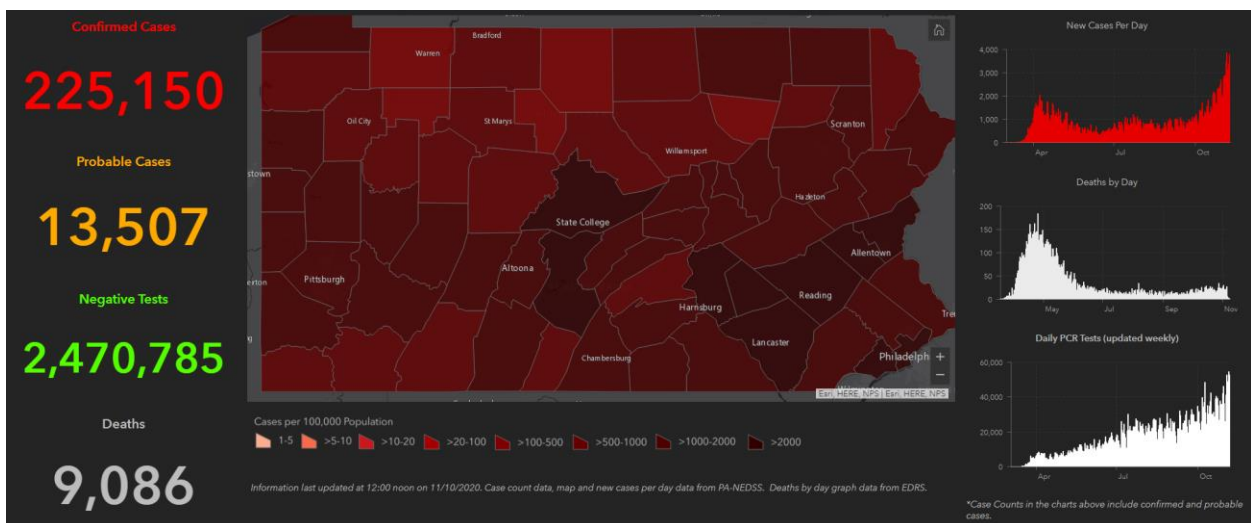 Confirmed Cases
225,150
Probable Cases
13,507
Negative Tests
2,470,785
Deaths
9,086
Bradford
Warren
Oil City
St Marys
Scranton
Williamsport
stown
Hazleton
State College
Allentown
Altoona
Pittsburgh
erton
Reading
Harrisburg
Tre
Lancaster
Chambersburg
Philadelph
+
−
Esri, HERE, NPS | Esri, HERE, NPS
Cases per 100,000 Population
1-5 >5-10 >10-20 >20-100 >100-500 >500-1000 >1000-2000 >2000
Information last updated at 12:00 noon on 11/10/2020. Case count data, map and new cases per day data from PA-NEDSS. Deaths by day graph data from EDRS.
New Cases Per Day
4,000
3,000
2,000
1,000
0
Apr Jul Oct
Deaths by Day
200
150
100
50
0
May Jul Sep Nov
Daily PCR Tests (updated weekly)
60,000
40,000
20,000
0
Apr Jul Oct
*Case Counts in the charts above include confirmed and probable
cases.